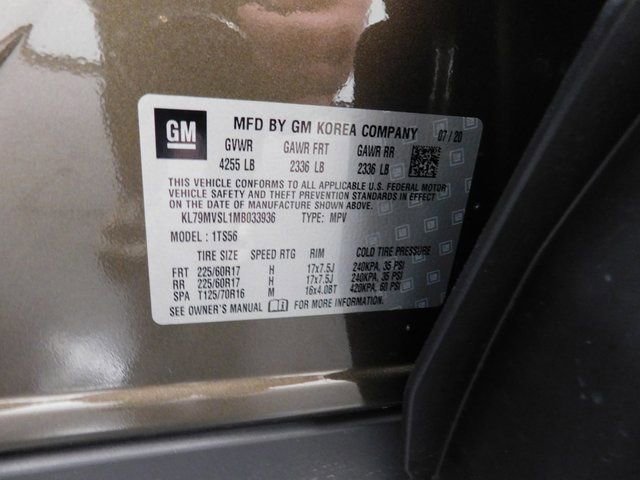 GM
MFD BY GM KOREA COMPANY 07/20
GVWR GAWR FRT GAWR RR
4255 LB 2336 LB 2336 LB
THIS VEHICLE CONFORMS TO ALL APPLICABLE U.S. FEDERAL MOTOR
VEHICLE SAFETY AND THEFT PREVENTION STANDARDS IN EFFECT
ON THE DATE OF MANUFACTURE SHOWN ABOVE.
KL79MVSL1MB033936 TYPE: MPV
MODEL : 1TS56
TIRE SIZE SPEED RTG RIM COLD TIRE PRESSURE
FRT 225/60R17 H 17x7.5J 240KPA, 35 PSI
RR 225/60R17 H 17x7.5J 240KPA, 35 PSI
SPA T125/70R16 M 16x4.0BT 420KPA, 60 PSI
SEE OWNER'S MANUAL FOR MORE INFORMATION.